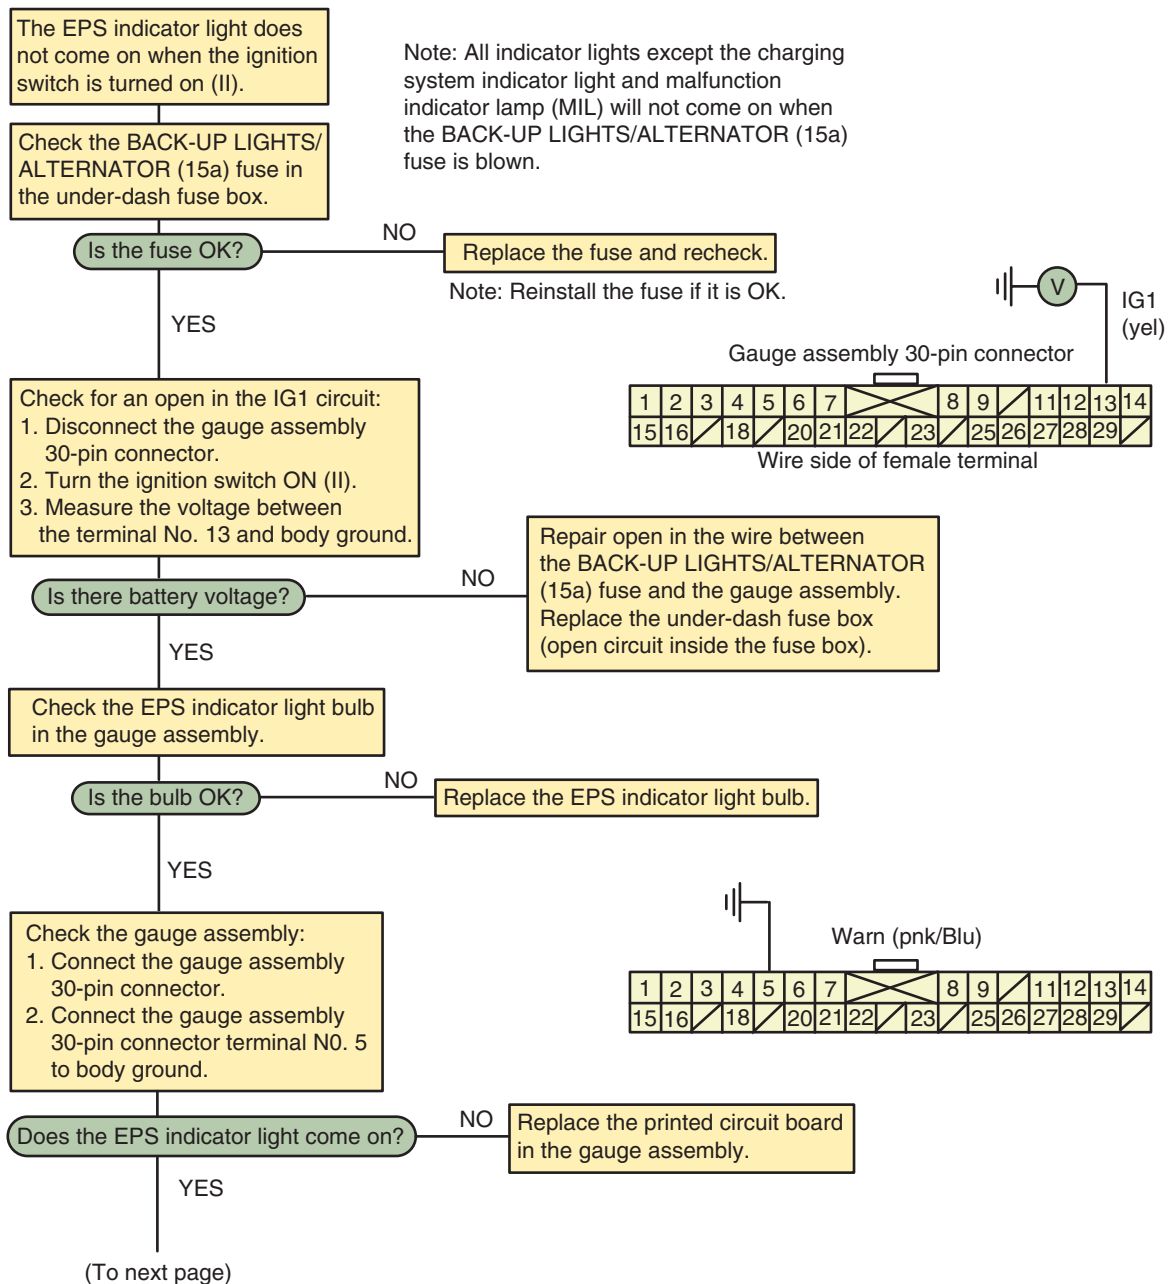 The EPS indicator light does
not come on when the ignition
switch is turned on (II).
Note: All indicator lights except the charging
system indicator light and malfunction
indicator lamp (MIL) will not come on when
the BACK-UP LIGHTS/ALTERNATOR (15a)
fuse is blown.
Check the BACK-UP LIGHTS/
ALTERNATOR (15a) fuse in
the under-dash fuse box.
Is the fuse OK?
NO
Replace the fuse and recheck.
Note: Reinstall the fuse if it is OK.
YES
V
IG1
(yel)
Gauge assembly 30-pin connector
1 2 3 4 5 6 7 8 9 11 12 13 14
15 16 18 20 21 22 23 25 26 27 28 29
Wire side of female terminal
Check for an open in the IG1 circuit:
1. Disconnect the gauge assembly
30-pin connector.
2. Turn the ignition switch ON (II).
3. Measure the voltage between
the terminal No. 13 and body ground.
Is there battery voltage?
NO
Repair open in the wire between
the BACK-UP LIGHTS/ALTERNATOR
(15a) fuse and the gauge assembly.
Replace the under-dash fuse box
(open circuit inside the fuse box).
YES
Check the EPS indicator light bulb
in the gauge assembly.
Is the bulb OK?
NO
Replace the EPS indicator light bulb.
YES
Check the gauge assembly:
1. Connect the gauge assembly
30-pin connector.
2. Connect the gauge assembly
30-pin connector terminal N0. 5
to body ground.
Warn (pnk/Blu)
1 2 3 4 5 6 7 8 9 11 12 13 14
15 16 18 20 21 22 23 25 26 27 28 29
Does the EPS indicator light come on?
NO
Replace the printed circuit board
in the gauge assembly.
YES
(To next page)